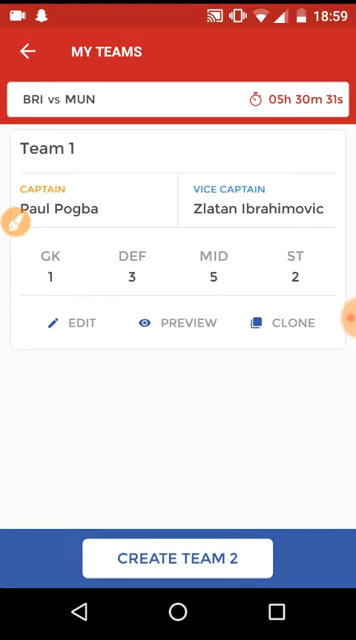 18:59
MY TEAMS
BRI vs MUN 05h 30m 31s
Team 1
CAPTAIN VICE CAPTAIN
Paul Pogba Zlatan Ibrahimovic
GK DEF MID ST
1 3 5 2
EDIT PREVIEW CLONE
CREATE TEAM 2